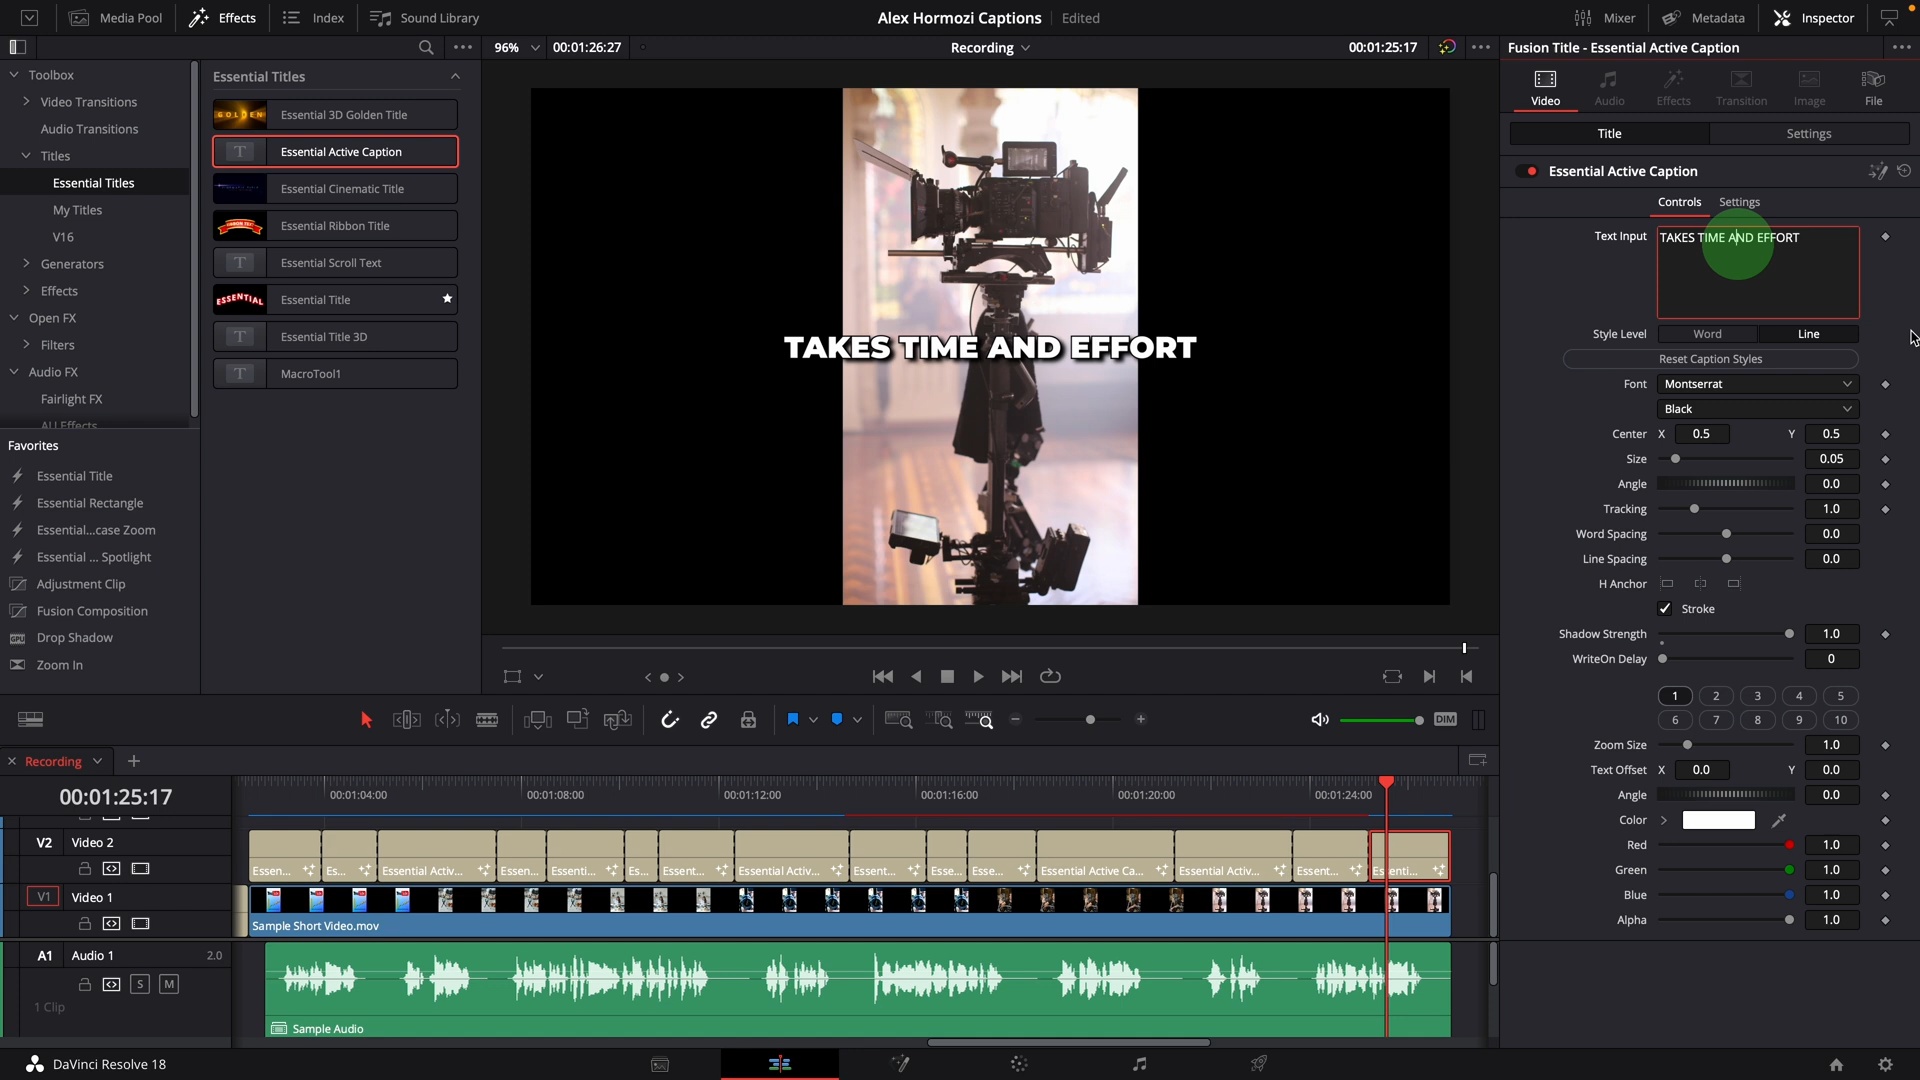 Media Pool
Effects
Index
Sound Library
Alex Hormozi Captions
Edited
Mixer
Metadata
Inspector
96%
00:01:26:27
Recording
00:01:25:17
Fusion Title - Essential Active Caption
Toolbox
Video Transitions
Audio Transitions
Titles
Essential Titles
My Titles
V16
Generators
Effects
Open FX
Filters
Audio FX
Fairlight FX
All Effects
Favorites
Essential Title
Essential Rectangle
Essential...case Zoom
Essential ... Spotlight
Adjustment Clip
Fusion Composition
Drop Shadow
Zoom In
Essential Titles
GOLDEN
Essential 3D Golden Title
T
Essential Active Caption
Essential Cinematic Title
Essential Ribbon Title
T
Essential Scroll Text
ESSENTIAL
Essential Title
T
Essential Title 3D
T
MacroTool1
TAKES TIME AND EFFORT
Video
Audio
Effects
Transition
Image
File
Title
Settings
Essential Active Caption
Controls
Settings
Text Input
TAKES TIME AND EFFORT
Style Level
Word
Line
Reset Caption Styles
Font
Montserrat
Black
Center
X
0.5
Y
0.5
Size
0.05
Angle
0.0
Tracking
1.0
Word Spacing
0.0
Line Spacing
0.0
H Anchor
Stroke
Shadow Strength
1.0
WriteOn Delay
0
1
2
3
4
5
6
7
8
9
10
Zoom Size
1.0
Text Offset
X
0.0
Y
0.0
Angle
0.0
Color
Red
1.0
Green
1.0
Blue
1.0
Alpha
1.0
DIM
Recording
00:01:25:17
00:01:04:00
00:01:08:00
00:01:12:00
00:01:16:00
00:01:20:00
00:01:24:00
V2
Video 2
Essen...
Es...
Essential Activ...
Essen...
Essenti...
Es...
Essent...
Essential Activ...
Essent...
Esse...
Esse...
Essential Active Ca...
Essential Activ...
Essent...
Essenti...
V1
Video 1
Sample Short Video.mov
A1
Audio 1
2.0
S
M
1 Clip
Sample Audio
DaVinci Resolve 18